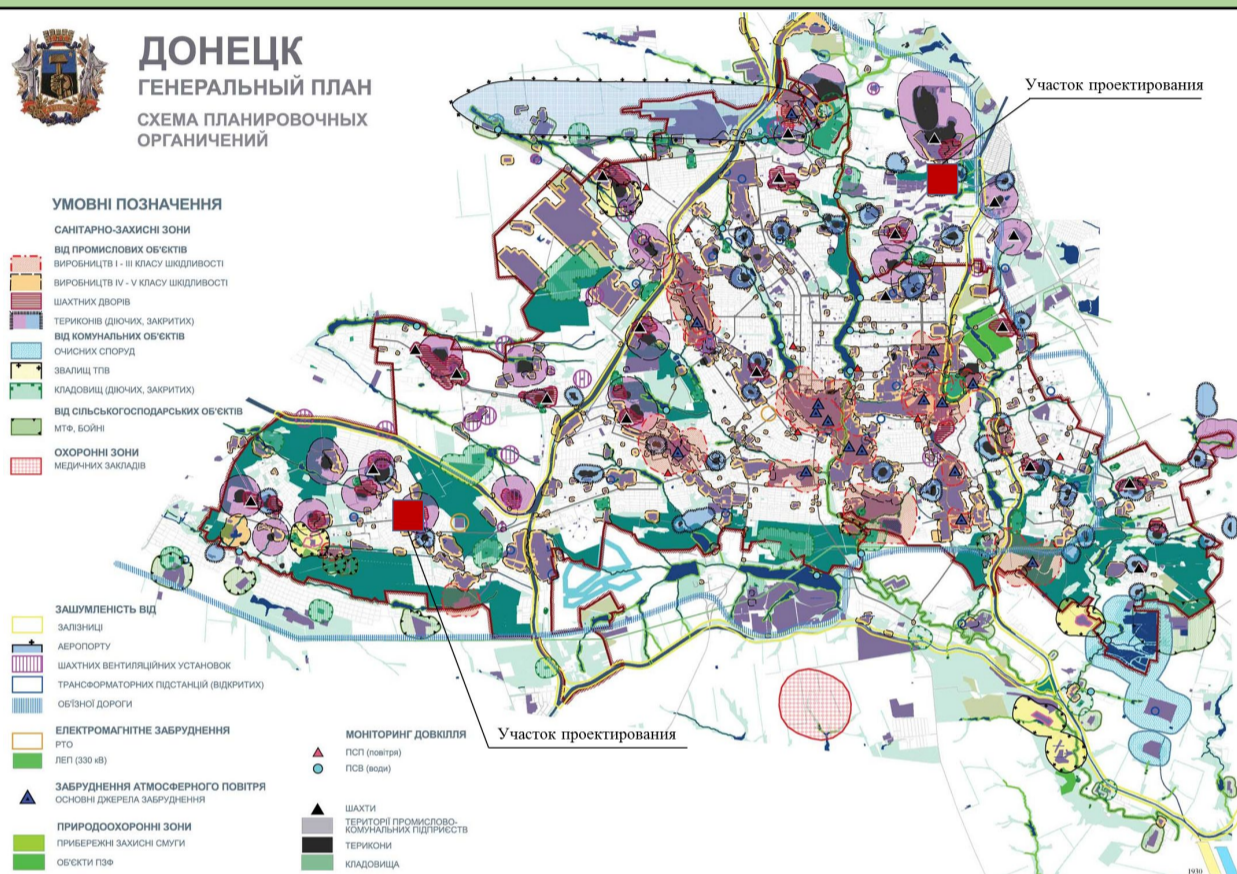 ДОНЕЦК
ГЕНЕРАЛЬНЫЙ ПЛАН
СХЕМА ПЛАНИРОВОЧНЫХ
ОГРАНИЧЕНИЙ
Участок проектирования
УМОВНІ ПОЗНАЧЕННЯ
САНІТАРНО-ЗАХИСНІ ЗОНИ
ВІД ПРОМИСЛОВИХ ОБ'ЄКТІВ
ВИРОБНИЦТВ І - ІІІ КЛАСУ ШКІДЛИВОСТІ
ВИРОБНИЦТВ IV - V КЛАСУ ШКІДЛИВОСТІ
ШАХТНИХ ДВОРІВ
ТЕРИКОНІВ (ДІЮЧИХ, ЗАКРИТИХ)
ВІД КОМУНАЛЬНИХ ОБ'ЄКТІВ
ОЧИСНИХ СПОРУД
ЗВАЛИЩ ТПВ
КЛАДОВИЩ (ДІЮЧИХ, ЗАКРИТИХ)
ВІД СІЛЬСЬКОГОСПОДАРСЬКИХ ОБ'ЄКТІВ
МТФ, БОЙНІ
ОХОРОННІ ЗОНИ
МЕДИЧНИХ ЗАКЛАДІВ
ЗАШУМЛЕНІСТЬ ВІД
ЗАЛІЗНИЦІ
АЕРОПОРТУ
ШАХТНИХ ВЕНТИЛЯЦІЙНИХ УСТАНОВОК
ТРАНСФОРМАТОРНИХ ПІДСТАНЦІЙ (ВІДКРИТИХ)
ОБ'ЇЗНОЇ ДОРОГИ
ЕЛЕКТРОМАГНІТНЕ ЗАБРУДНЕННЯ
РТО
ЛЕП (330 кВ)
ЗАБРУДНЕННЯ АТМОСФЕРНОГО ПОВІТРЯ
ОСНОВНІ ДЖЕРЕЛА ЗАБРУДНЕННЯ
ПРИРОДООХОРОННІ ЗОНИ
ПРИБЕРЕЖНІ ЗАХИСНІ СМУГИ
ОБ'ЄКТИ ПЗФ
Участок проектирования
МОНІТОРИНГ ДОВКІЛЛЯ
ПСП (повітря)
ПСВ (води)
ШАХТИ
ТЕРИТОРІЇ ПРОМИСЛОВО-
КОМУНАЛЬНИХ ПІДПРИЄМСТВ
ТЕРИКОНИ
КЛАДОВИЩА
1930